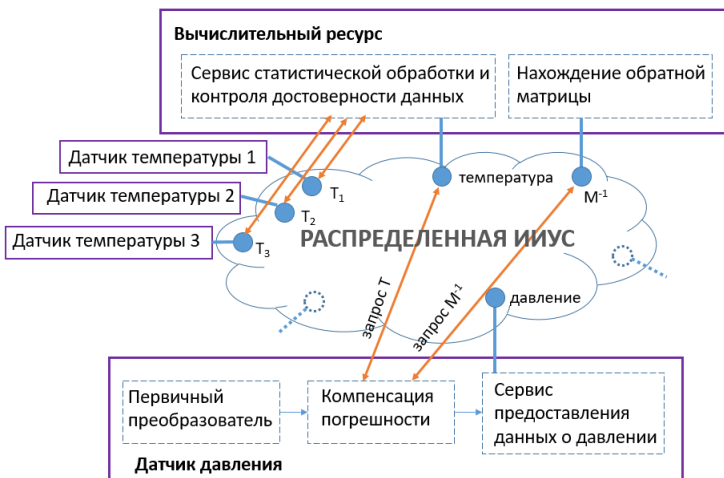 Вычислительный ресурс
Сервис статистической обработки и
контроля достоверности данных
Нахождение обратной
матрицы
Датчик температуры 1
Датчик температуры 2
Датчик температуры 3
T₁
T₂
T₃
температура
M⁻¹
РАСПРЕДЕЛЕННАЯ ИИУС
запрос T
запрос M⁻¹
давление
Первичный
преобразователь
Компенсация
погрешности
Сервис
предоставления
данных о давлении
Датчик давления